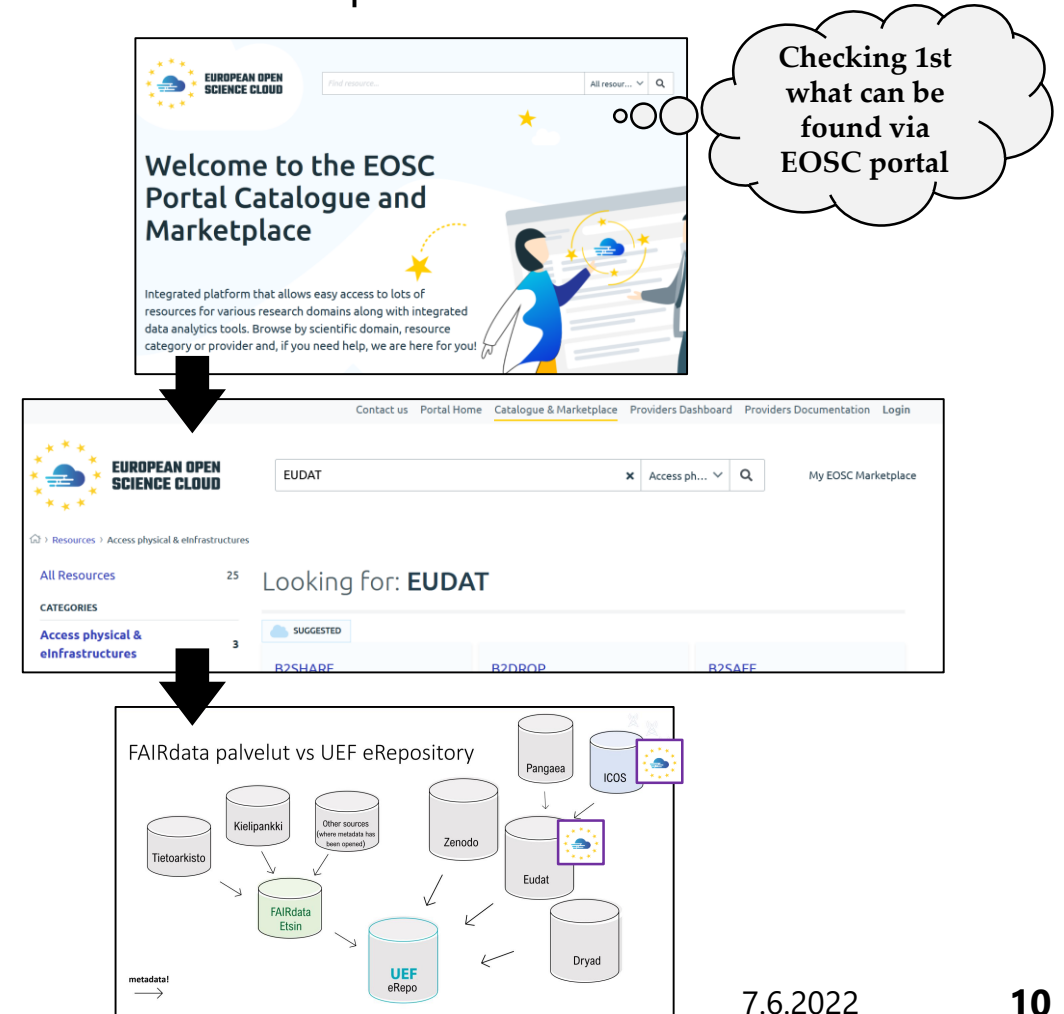 EUROPEAN OPEN
SCIENCE CLOUD
Find resource...
All resour...
Checking 1st
what can be
found via
EOSC portal
Welcome to the EOSC
Portal Catalogue and
Marketplace
Integrated platform that allows easy access to lots of
resources for various research domains along with integrated
data analytics tools. Browse by scientific domain, resource
category or provider and, if you need help, we are here for you!
Contact us Portal Home Catalogue & Marketplace Providers Dashboard Providers Documentation Login
EUROPEAN OPEN
SCIENCE CLOUD
EUDAT
Access ph...
My EOSC Marketplace
Resources Access physical & eInfrastructures
All Resources 25
Looking for: EUDAT
CATEGORIES
Access physical &
eInfrastructures 3
SUGGESTED
B2SHARE B2DROP B2SAFE
FAIRdata palvelut vs UEF eRepository
Pangaea
ICOS
Kielipankki
Other sources
(where metadata has
been opened)
Zenodo
Tietoarkisto
Eudat
FAIRdata
Etsin
Dryad
UEF
eRepo
metadata!
7.6.2022 10